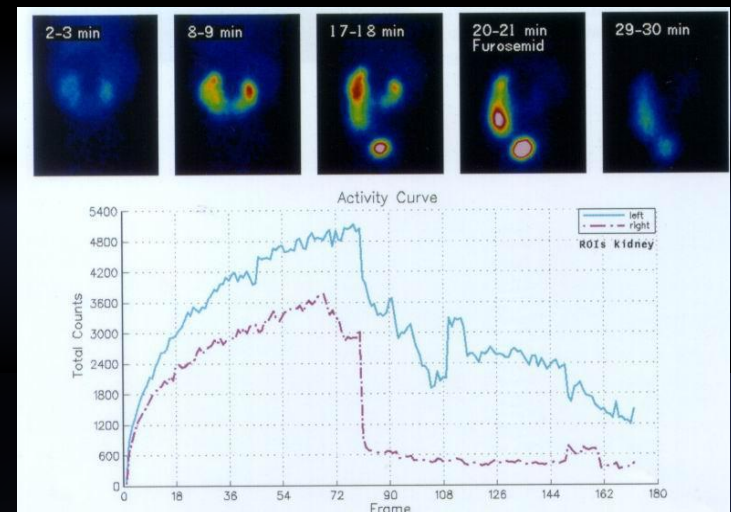 2-3 min
8-9 min
17-18 min
20-21 min
Furosemid
29-30 min
Activity Curve
left
right
ROIs Kidney
Total Counts
5400
4800
4200
3600
3000
2400
1800
1200
600
0
0 18 36 54 72 90 108 126 144 162 180
Frame